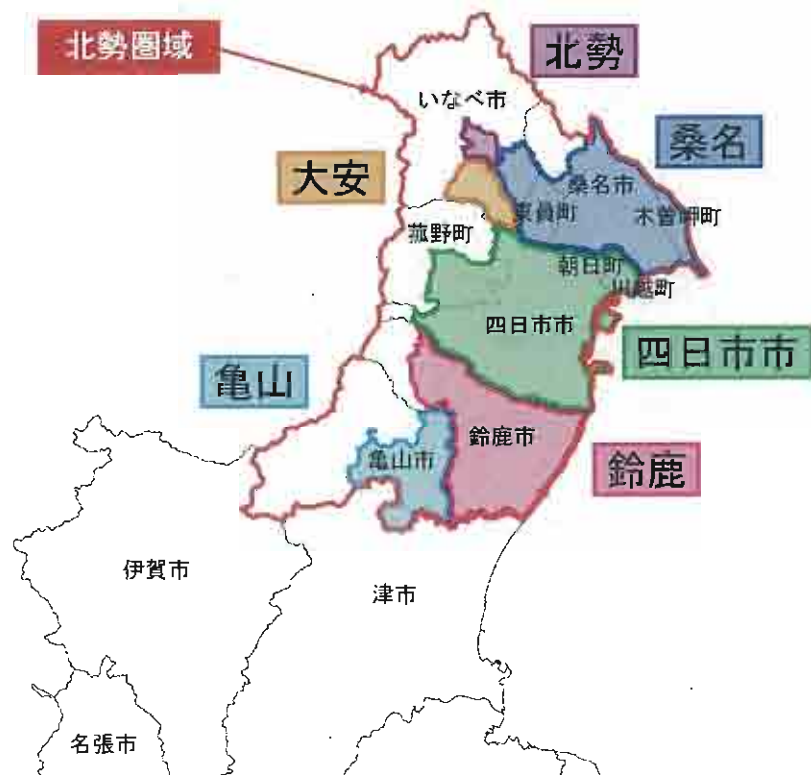 北勢圏域
北勢
いなべ市
桑名
大安
桑名市
東員町
木曽岬町
菰野町
朝日町
川越町
四日市市
四日市市
亀山
鈴鹿市
亀山市
鈴鹿
伊賀市
津市
名張市